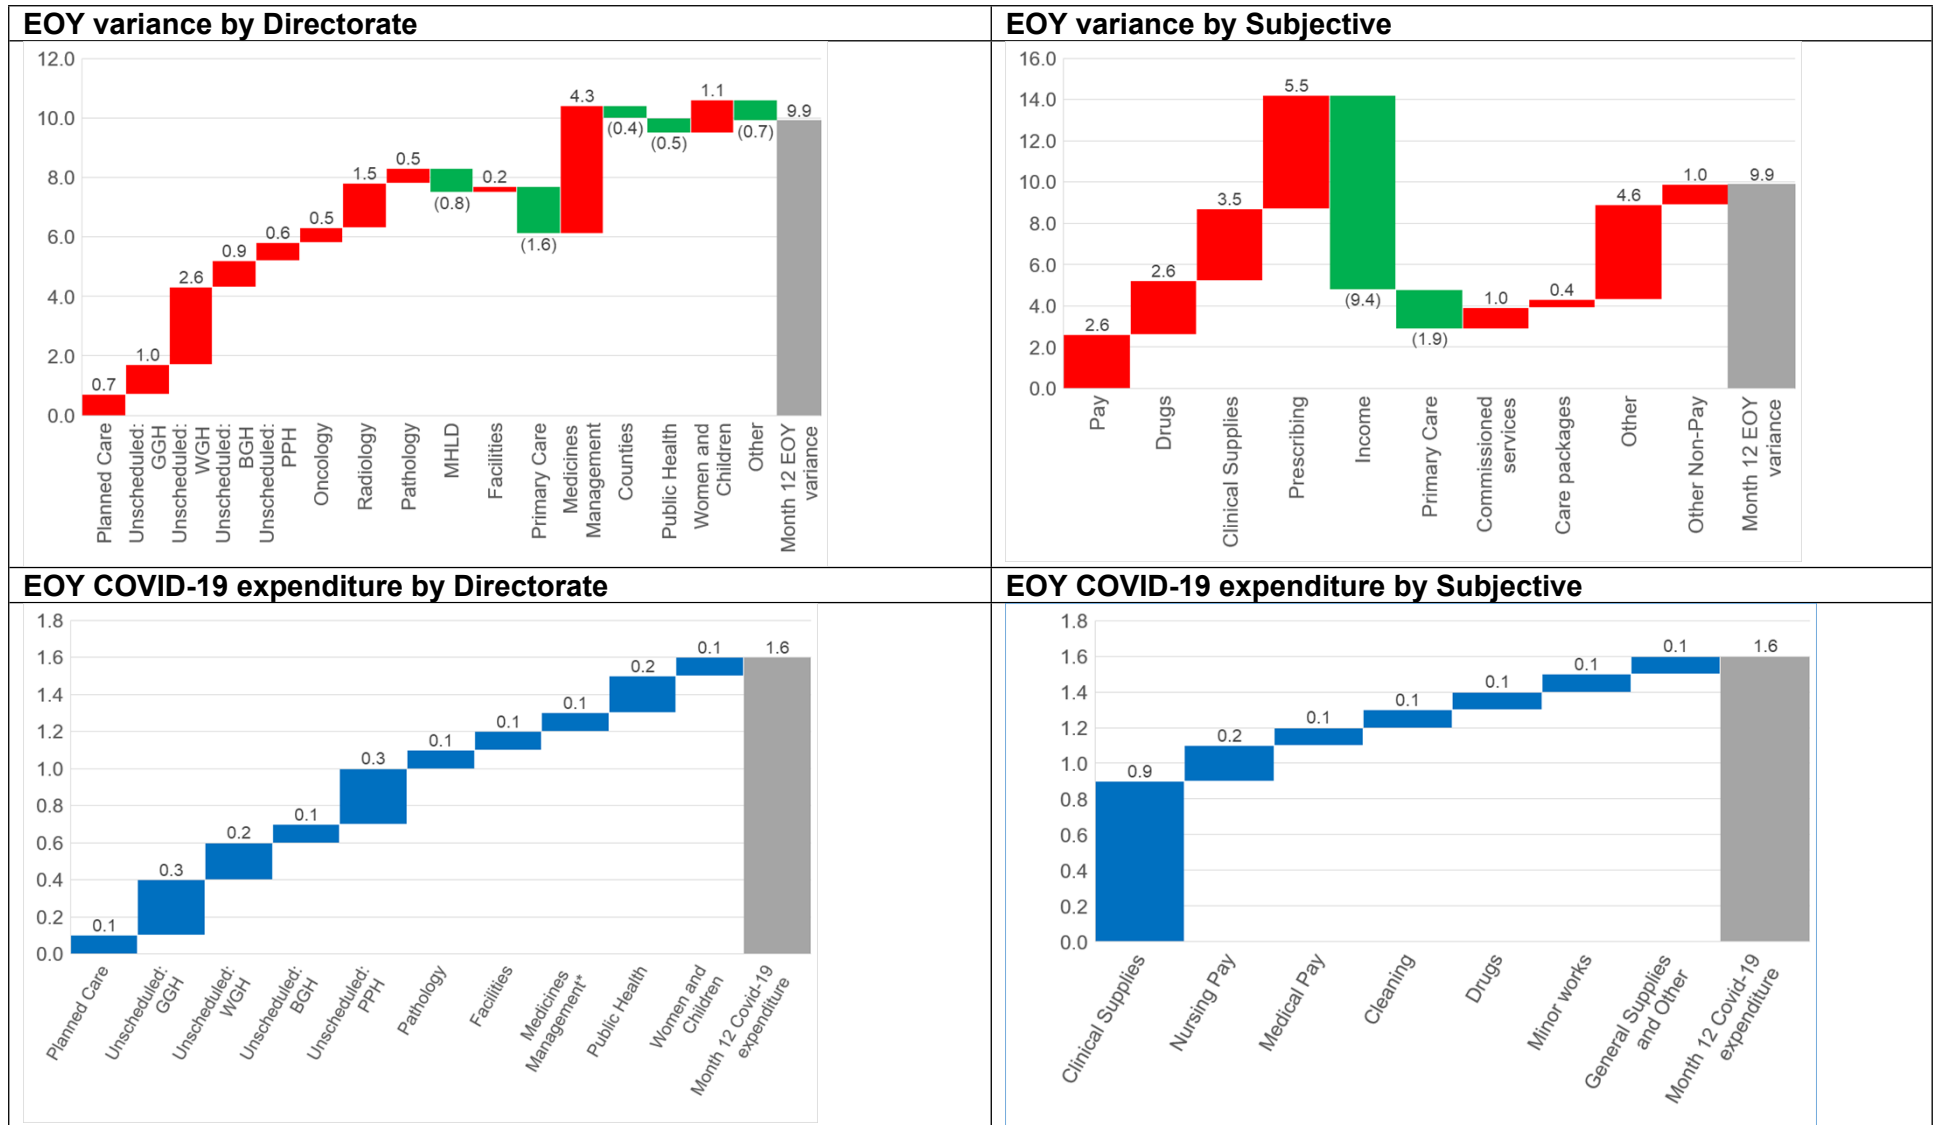 EOY variance by Directorate
12.0
10.0
8.0
6.0
4.0
2.0
0.0
0.7
1.0
2.6
0.9
0.6
0.5
1.5
0.5
(0.8)
0.2
(1.6)
4.3
(0.4)
(0.5)
1.1
(0.7)
9.9
Planned Care
Unscheduled:
GGH
Unscheduled:
WGH
Unscheduled:
BGH
Unscheduled:
PPH
Oncology
Radiology
Pathology
MHLD
Facilities
Primary Care
Medicines
Management
Counties
Public Health
Women and
Children
Other
Month 12 EOY
variance
EOY variance by Subjective
16.0
14.0
12.0
10.0
8.0
6.0
4.0
2.0
0.0
2.6
2.6
3.5
5.5
(9.4)
(1.9)
1.0
0.4
4.6
1.0
9.9
Pay
Drugs
Clinical Supplies
Prescribing
Income
Primary Care
Commissioned
services
Care packages
Other
Other Non-Pay
Month 12 EOY
variance
EOY COVID-19 expenditure by Directorate
1.8
1.6
1.4
1.2
1.0
0.8
0.6
0.4
0.2
0.0
0.1
0.3
0.2
0.1
0.3
0.1
0.1
0.1
0.2
0.1
1.6
Planned Care
Unscheduled:
GGH
Unscheduled:
WGH
Unscheduled:
BGH
Unscheduled:
PPH
Pathology
Facilities
Medicines
Management*
Public Health
Women and
Children
Month 12 Covid-19
expenditure
EOY COVID-19 expenditure by Subjective
1.8
1.6
1.4
1.2
1.0
0.8
0.6
0.4
0.2
0.0
0.9
0.2
0.1
0.1
0.1
0.1
0.1
1.6
Clinical Supplies
Nursing Pay
Medical Pay
Cleaning
Drugs
Minor works
General Supplies
and Other
Month 12 Covid-19
expenditure